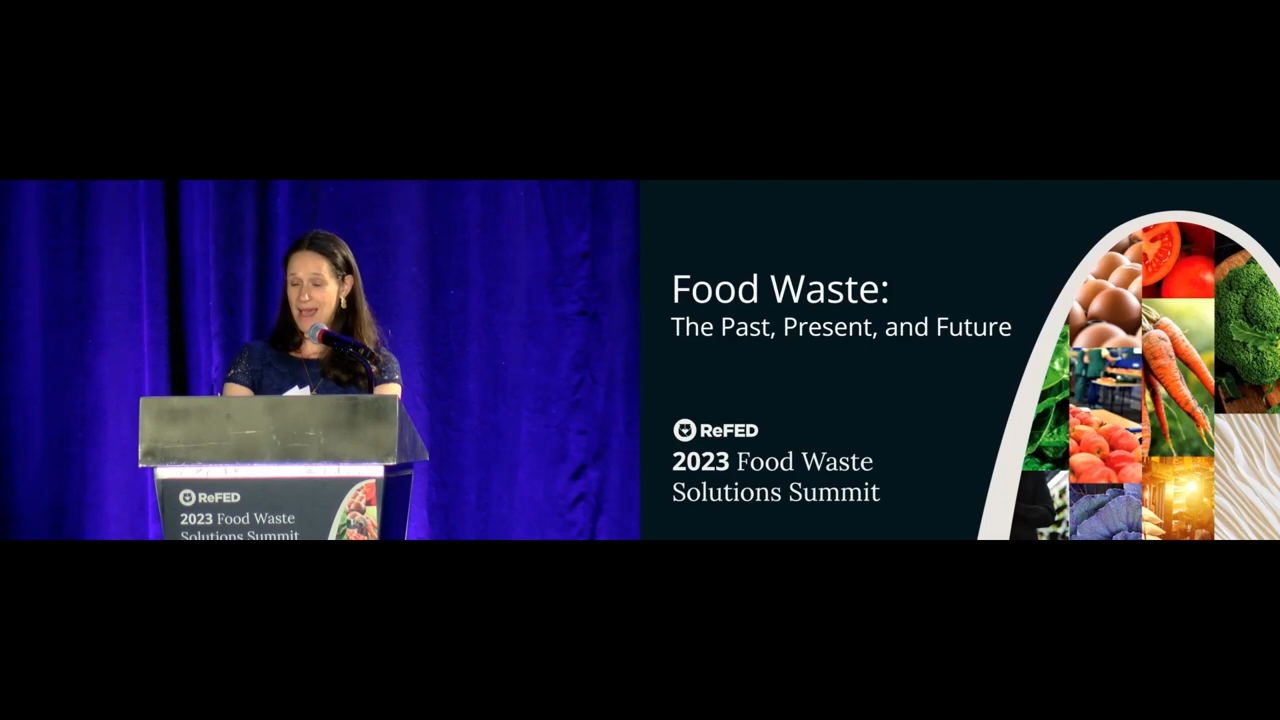 ReFED
2023 Food Waste
Solutions Summit
Food Waste:
The Past, Present, and Future
ReFED
2023 Food Waste
Solutions Summit